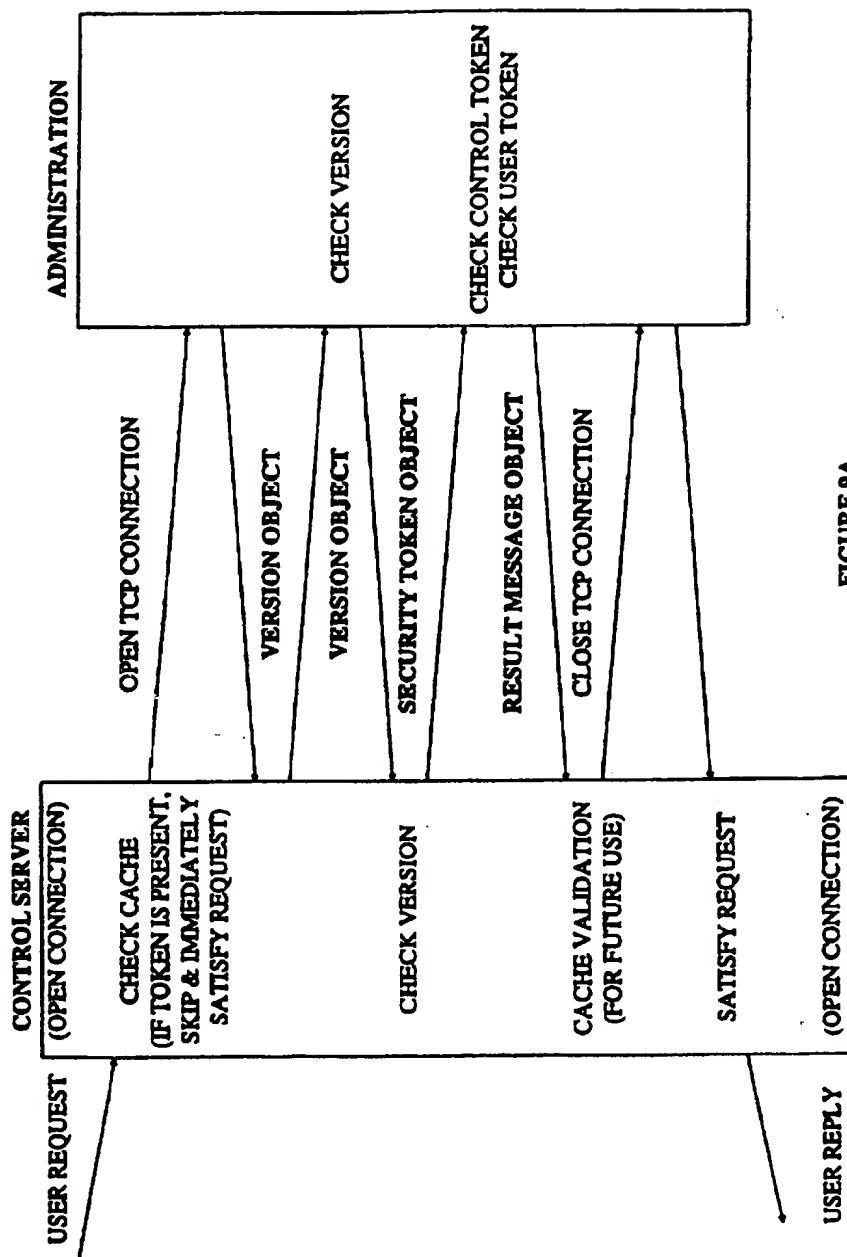 USER REQUEST
CONTROL SERVER
(OPEN CONNECTION)
CHECK CACHE
(IF TOKEN IS PRESENT,
SKIP & IMMEDIATELY
SATISFY REQUEST)
CHECK VERSION
CACHE VALIDATION
(FOR FUTURE USE)
SATISFY REQUEST
(OPEN CONNECTION)
USER REPLY
OPEN TCP CONNECTION
VERSION OBJECT
VERSION OBJECT
SECURITY TOKEN OBJECT
RESULT MESSAGE OBJECT
CLOSE TCP CONNECTION
ADMINISTRATION
CHECK VERSION
CHECK CONTROL TOKEN
CHECK USER TOKEN